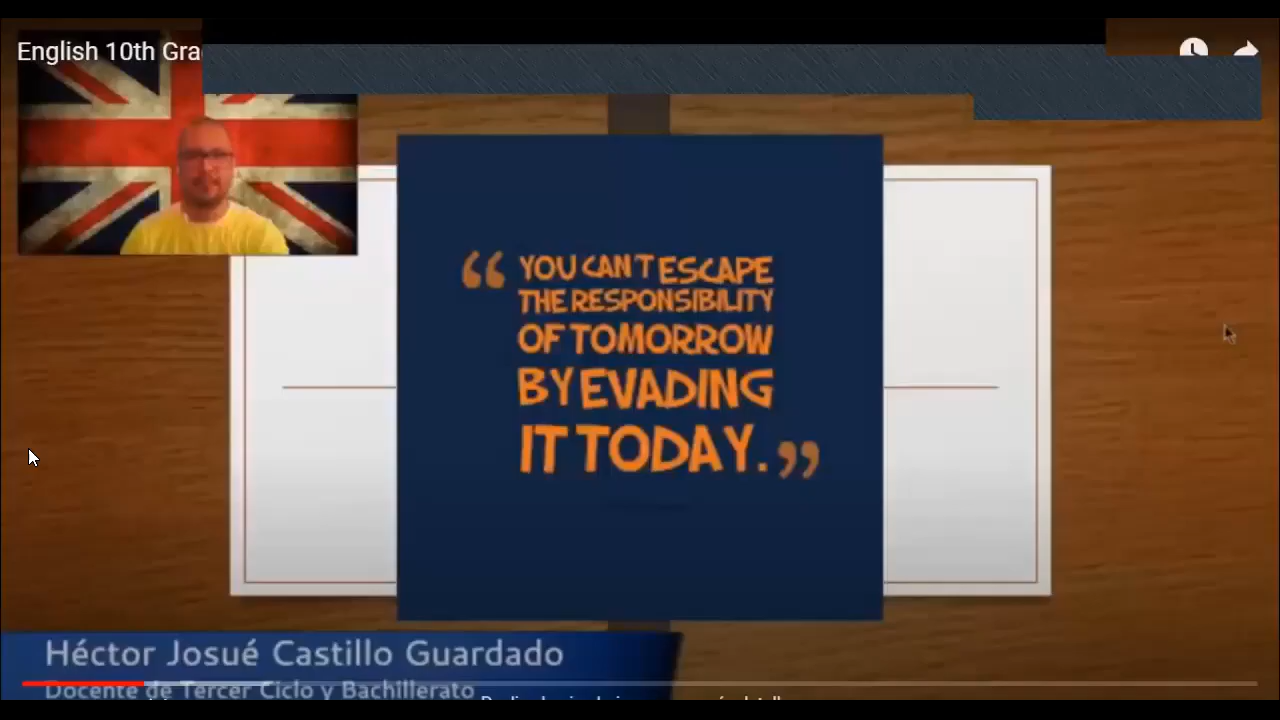 English 10th Gra
“ YOU CAN'T ESCAPE
THE RESPONSIBILITY
OF TOMORROW
BY EVADING
IT TODAY. ”
Héctor Josué Castillo Guardado
Docente de Tercer Ciclo y Bachillerato